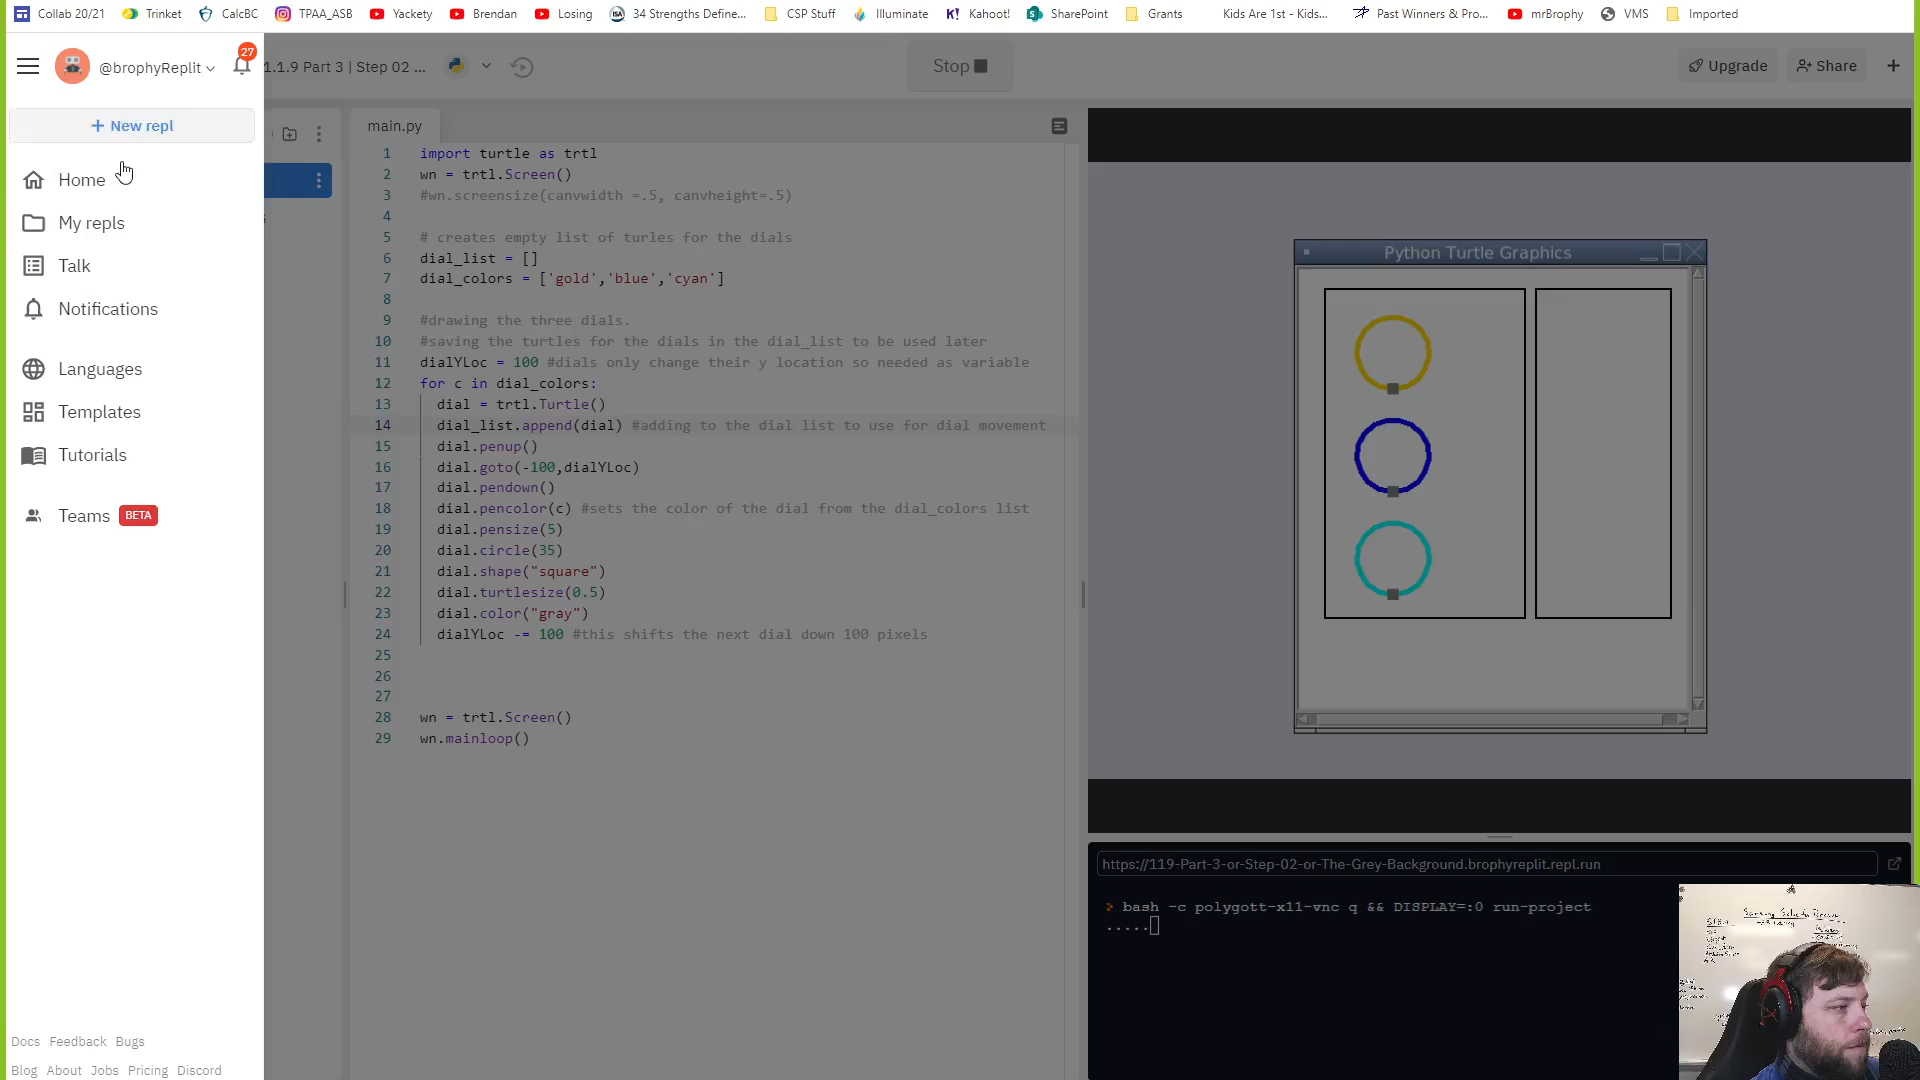 Collab 20/21 Trinket CalcBC TPAA_ASB Yackety Brendan Losing 34 Strengths Define... CSP Stuff Illuminate Kahoot! SharePoint Grants Kids Are 1st - Kids... Past Winners & Pro... mrBrophy VMS Imported
@brophyReplit 27 1.1.9 Part 3 | Step 02 ... Stop Upgrade Share +
+ New repl
Home
My repls
Talk
Notifications
Languages
Templates
Tutorials
Teams BETA
Docs Feedback Bugs
Blog About Jobs Pricing Discord
main.py
1 import turtle as trtl
2 wn = trtl.Screen()
3 #wn.screensize(canvwidth =.5, canvheight=.5)
4
5 # creates empty list of turles for the dials
6 dial_list = []
7 dial_colors = ['gold','blue','cyan']
8
9 #drawing the three dials.
10 #saving the turtles for the dials in the dial_list to be used later
11 dialYLoc = 100 #dials only change their y location so needed as variable
12 for c in dial_colors:
13 dial = trtl.Turtle()
14 dial_list.append(dial) #adding to the dial list to use for dial movement
15 dial.penup()
16 dial.goto(-100,dialYLoc)
17 dial.pendown()
18 dial.pencolor(c) #sets the color of the dial from the dial_colors list
19 dial.pensize(5)
20 dial.circle(35)
21 dial.shape("square")
22 dial.turtlesize(0.5)
23 dial.color("gray")
24 dialYLoc -= 100 #this shifts the next dial down 100 pixels
25
26
27
28 wn = trtl.Screen()
29 wn.mainloop()
Python Turtle Graphics
https://119-Part-3-or-Step-02-or-The-Grey-Background.brophyreplit.repl.run
> bash -c polygott-x11-vnc q && DISPLAY=:0 run-project
.....